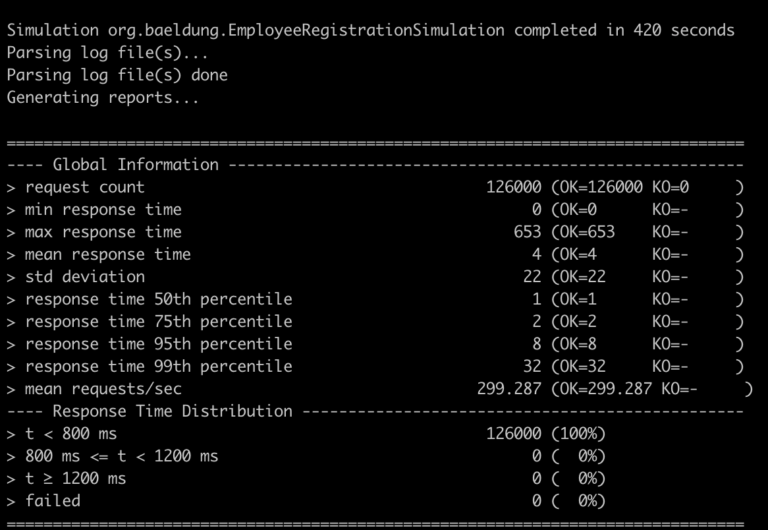 Simulation org.baeldung.EmployeeRegistrationSimulation completed in 420 seconds
Parsing log file(s)...
Parsing log file(s) done
Generating reports...
================================================================================
---- Global Information --------------------------------------------------------
> request count                                     126000 (OK=126000 KO=0     )
> min response time                                      0 (OK=0      KO=-     )
> max response time                                    653 (OK=653    KO=-     )
> mean response time                                     4 (OK=4      KO=-     )
> std deviation                                         22 (OK=22     KO=-     )
> response time 50th percentile                          1 (OK=1      KO=-     )
> response time 75th percentile                          2 (OK=2      KO=-     )
> response time 95th percentile                          8 (OK=8      KO=-     )
> response time 99th percentile                         32 (OK=32     KO=-     )
> mean requests/sec                                299.287 (OK=299.287 KO=-     )
---- Response Time Distribution ------------------------------------------------
> t < 800 ms                                        126000 (100%)
> 800 ms <= t < 1200 ms                                  0 (  0%)
> t ≥ 1200 ms                                            0 (  0%)
> failed                                                 0 (  0%)
================================================================================